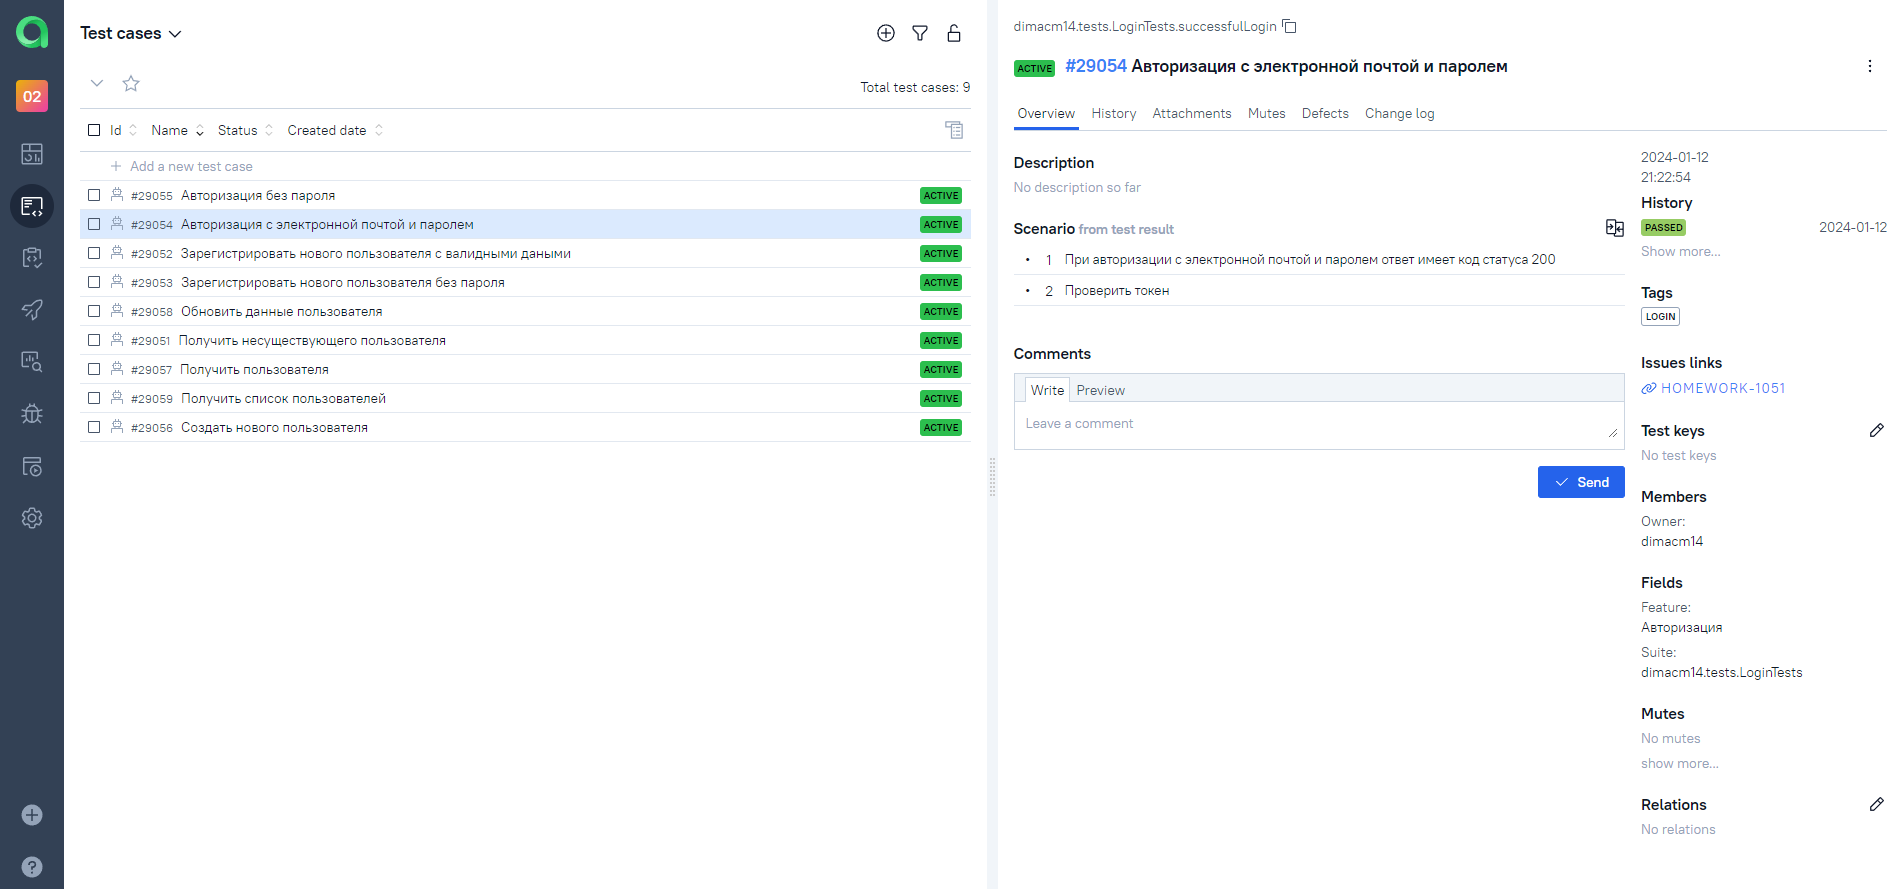 02
Test cases
Total test cases: 9
Id Name Status Created date
Add a new test case
#29055 Авторизация без пароля ACTIVE
#29054 Авторизация с электронной почтой и паролем ACTIVE
#29052 Зарегистрировать нового пользователя с валидными даными ACTIVE
#29053 Зарегистрировать нового пользователя без пароля ACTIVE
#29058 Обновить данные пользователя ACTIVE
#29051 Получить несуществующего пользователя ACTIVE
#29057 Получить пользователя ACTIVE
#29059 Получить список пользователей ACTIVE
#29056 Создать нового пользователя ACTIVE
dimacm14.tests.LoginTests.successfulLogin
ACTIVE #29054 Авторизация с электронной почтой и паролем
Overview History Attachments Mutes Defects Change log
Description
No description so far
Scenario from test result
• 1 При авторизации с электронной почтой и паролем ответ имеет код статуса 200
• 2 Проверить токен
Comments
Write Preview
Leave a comment
Send
2024-01-12
21:22:54
History
PASSED 2024-01-12
Show more...
Tags
LOGIN
Issues links
HOMEWORK-1051
Test keys
No test keys
Members
Owner:
dimacm14
Fields
Feature:
Авторизация
Suite:
dimacm14.tests.LoginTests
Mutes
No mutes
show more...
Relations
No relations